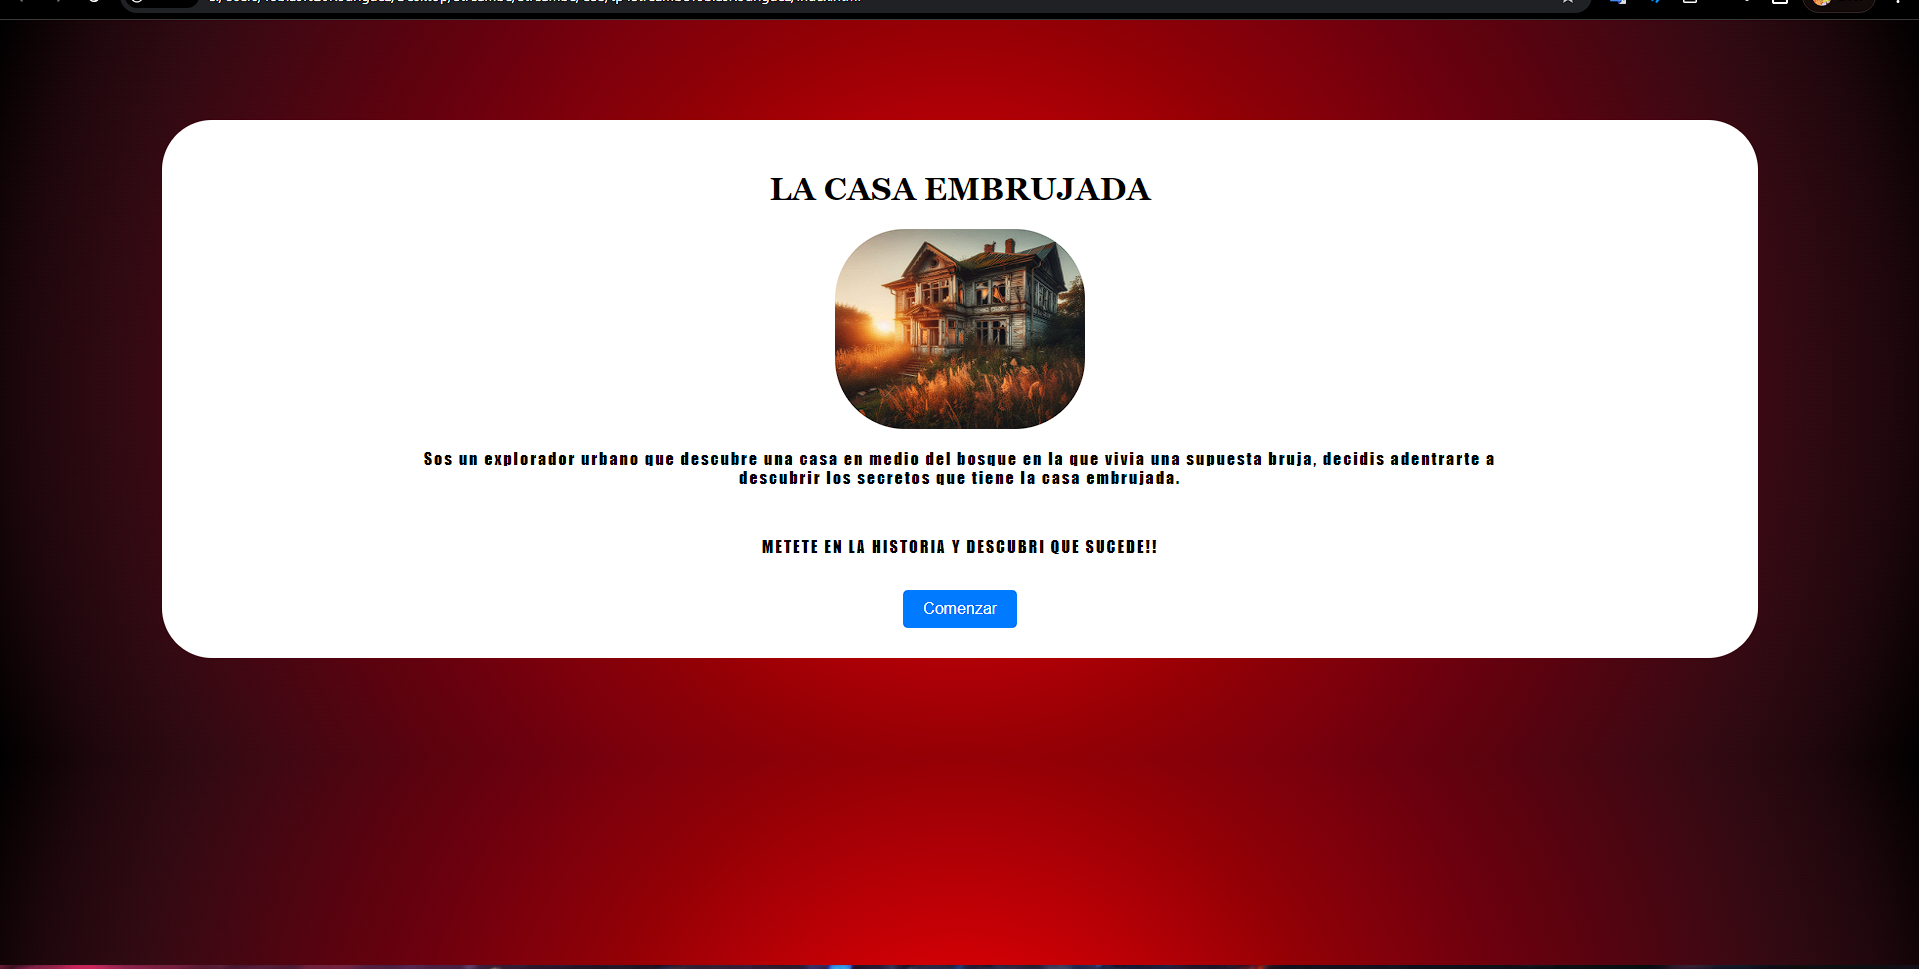 LA CASA EMBRUJADA
Sos un explorador urbano que descubre una casa en medio del bosque en la que vivia una supuesta bruja, decidis adentrarte a
descubrir los secretos que tiene la casa embrujada.
METETE EN LA HISTORIA Y DESCUBRI QUE SUCEDE!!
Comenzar